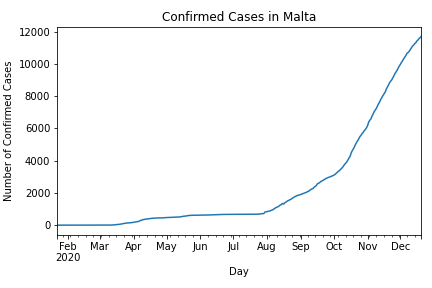 Confirmed Cases in Malta
12000
10000
8000
6000
4000
2000
0
Number of Confirmed Cases
Feb Mar Apr May Jun Jul Aug Sep Oct Nov Dec
2020
Day